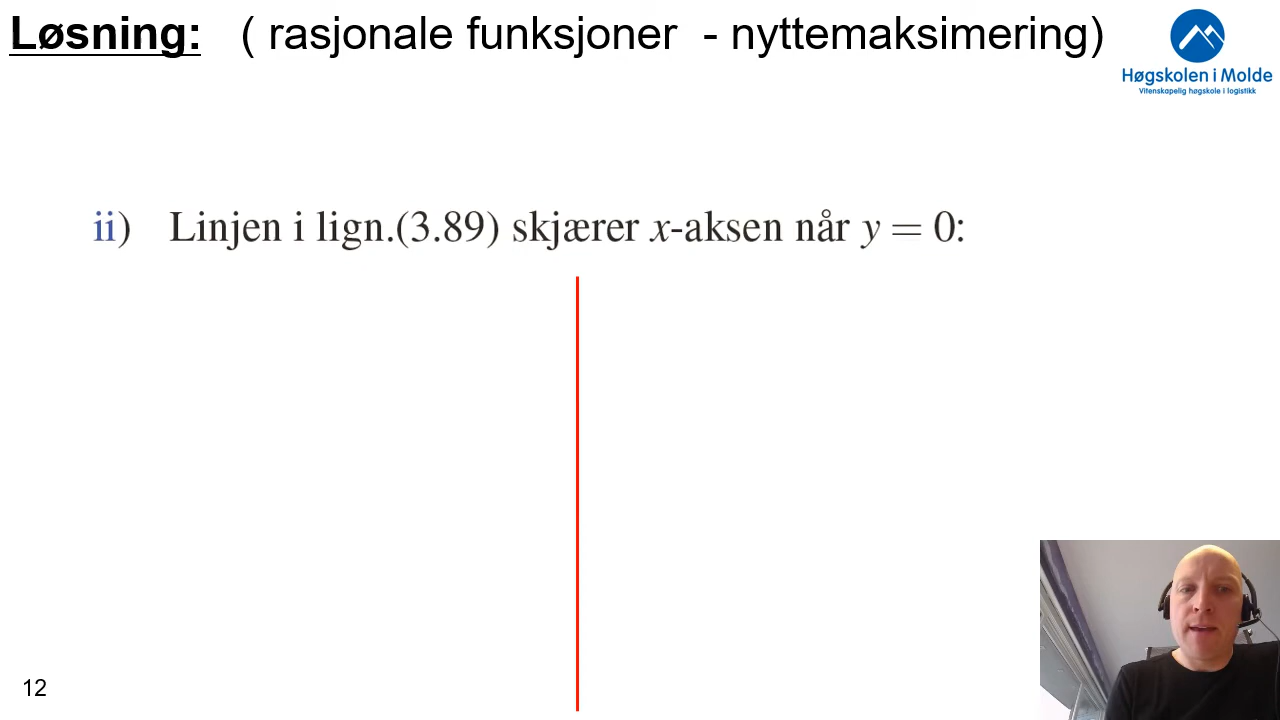 Løsning: ( rasjonale funksjoner - nyttemaksimering)
Høgskolen i Molde
Vitenskapelig høgskole i logistikk
ii) Linjen i lign.(3.89) skjærer x-aksen når y = 0:
12